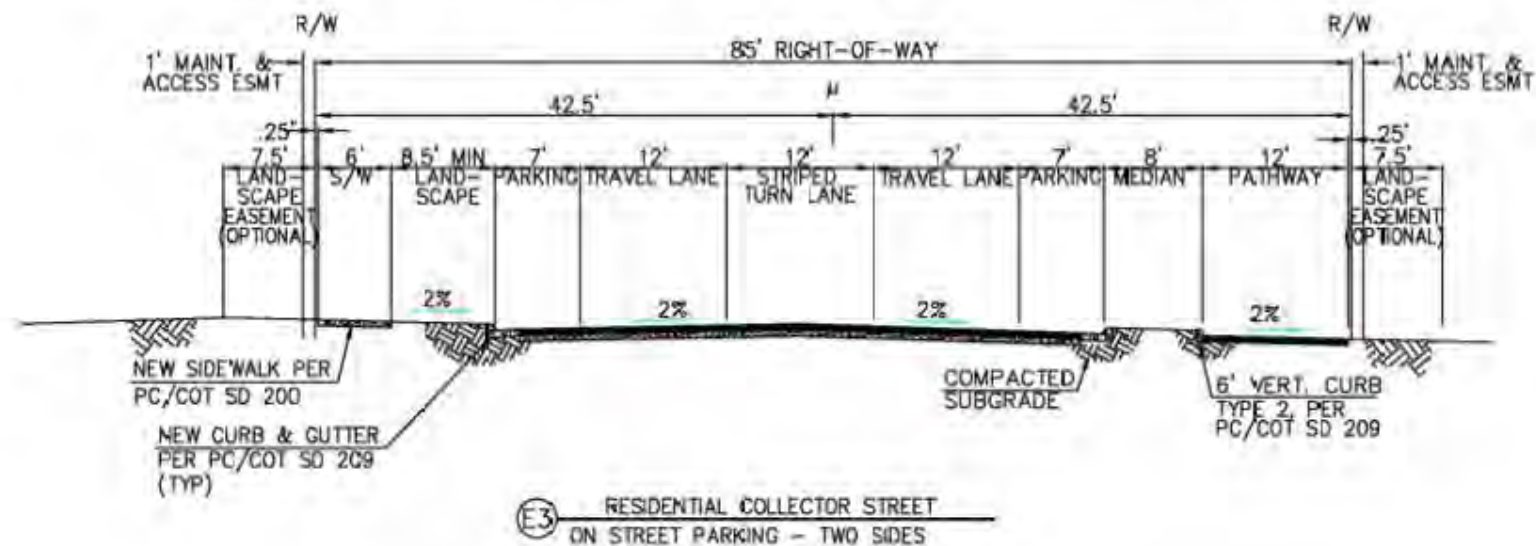 R/W
R/W
85' RIGHT-OF-WAY
1' MAINT. &
ACCESS ESMT
1' MAINT. &
ACCESS ESMT
42.5'
42.5'
.25'
.25'
7.5'
LAND-
SCAPE
EASEMENT
(OPTIONAL)
6'
S/W
8.5' MIN
LAND-
SCAPE
7'
PARKING
12'
TRAVEL LANE
12'
STRIPED
TURN LANE
12'
TRAVEL LANE
7'
PARKING
8'
MEDIAN
12'
PATHWAY
7.5'
LAND-
SCAPE
EASEMENT
(OPTIONAL)
2%
2%
2%
2%
NEW SIDEWALK PER
PC/COT SD 200
NEW CURB & GUTTER
PER PC/COT SD 209
(TYP)
COMPACTED
SUBGRADE
6' VERT. CURB
TYPE 2, PER
PC/COT SD 209
E3
RESIDENTIAL COLLECTOR STREET
ON STREET PARKING - TWO SIDES